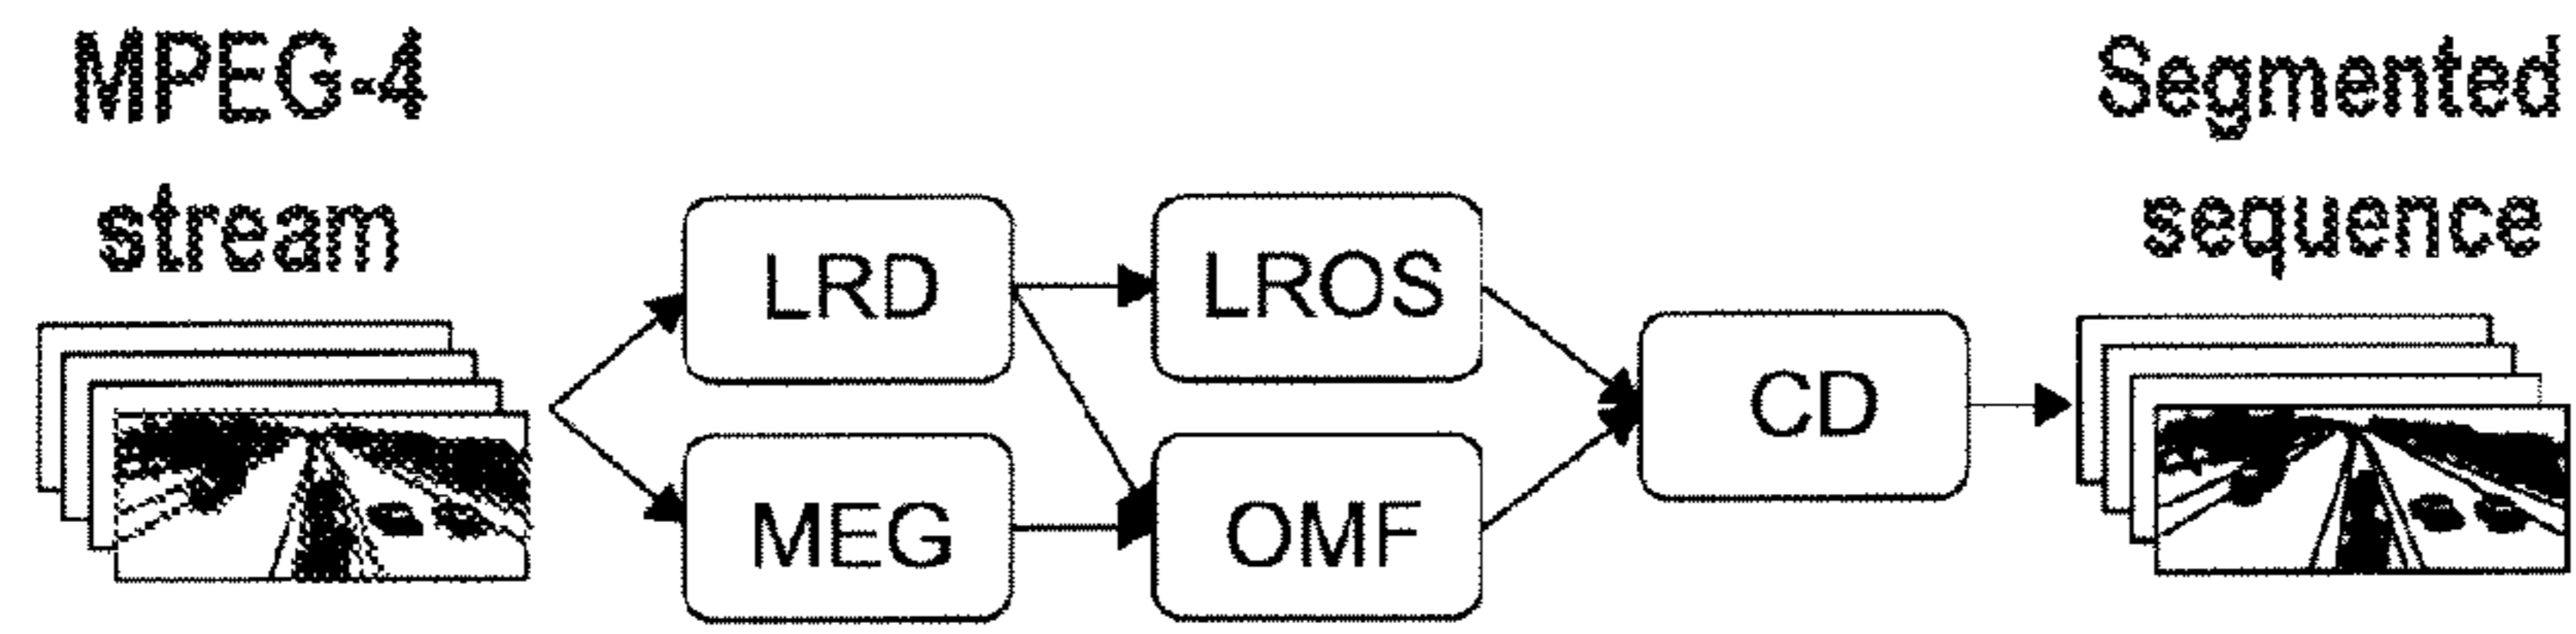 MPEG-4
stream
LRD
LROS
MEG
OMF
CD
Segmented
sequence